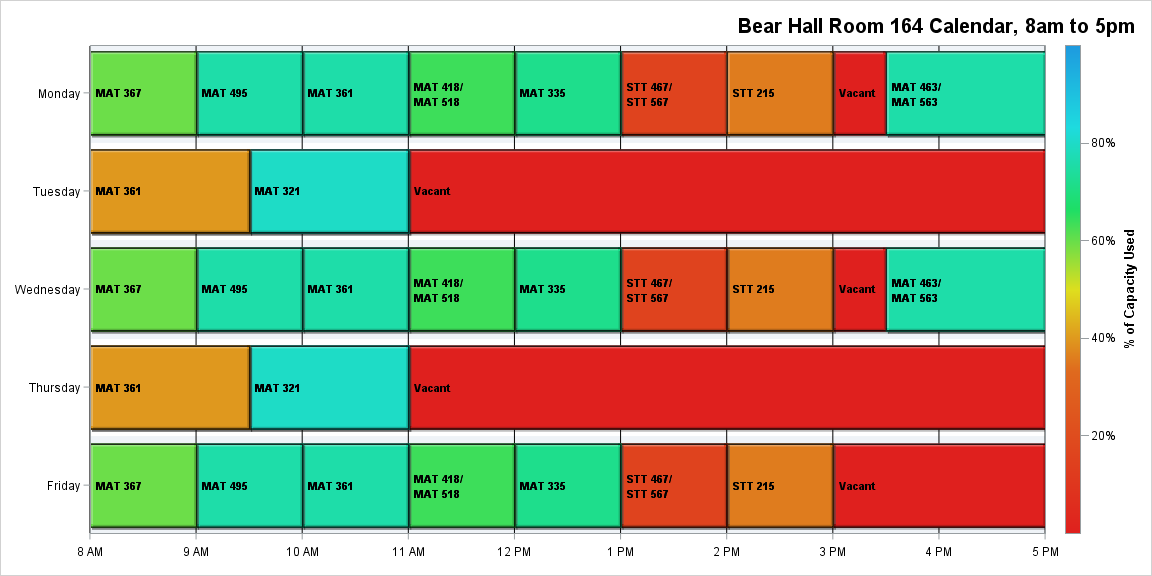 Bear Hall Room 164 Calendar, 8am to 5pm
Monday
MAT 367
MAT 495
MAT 361
MAT 418/
MAT 518
MAT 335
STT 467/
STT 567
STT 215
Vacant
MAT 463/
MAT 563
Tuesday
MAT 361
MAT 321
Vacant
Wednesday
MAT 367
MAT 495
MAT 361
MAT 418/
MAT 518
MAT 335
STT 467/
STT 567
STT 215
Vacant
MAT 463/
MAT 563
Thursday
MAT 361
MAT 321
Vacant
Friday
MAT 367
MAT 495
MAT 361
MAT 418/
MAT 518
MAT 335
STT 467/
STT 567
STT 215
Vacant
8 AM
9 AM
10 AM
11 AM
12 PM
1 PM
2 PM
3 PM
4 PM
5 PM
80%
60%
40%
20%
% of Capacity Used